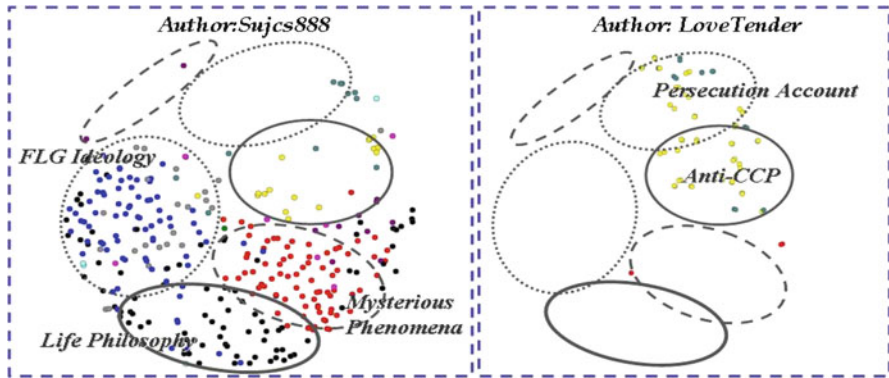 Author:Sujcs888
FLG Ideology
Mysterious
Phenomena
Life Philosophy
Author: LoveTender
Persecution Account
Anti-CCP